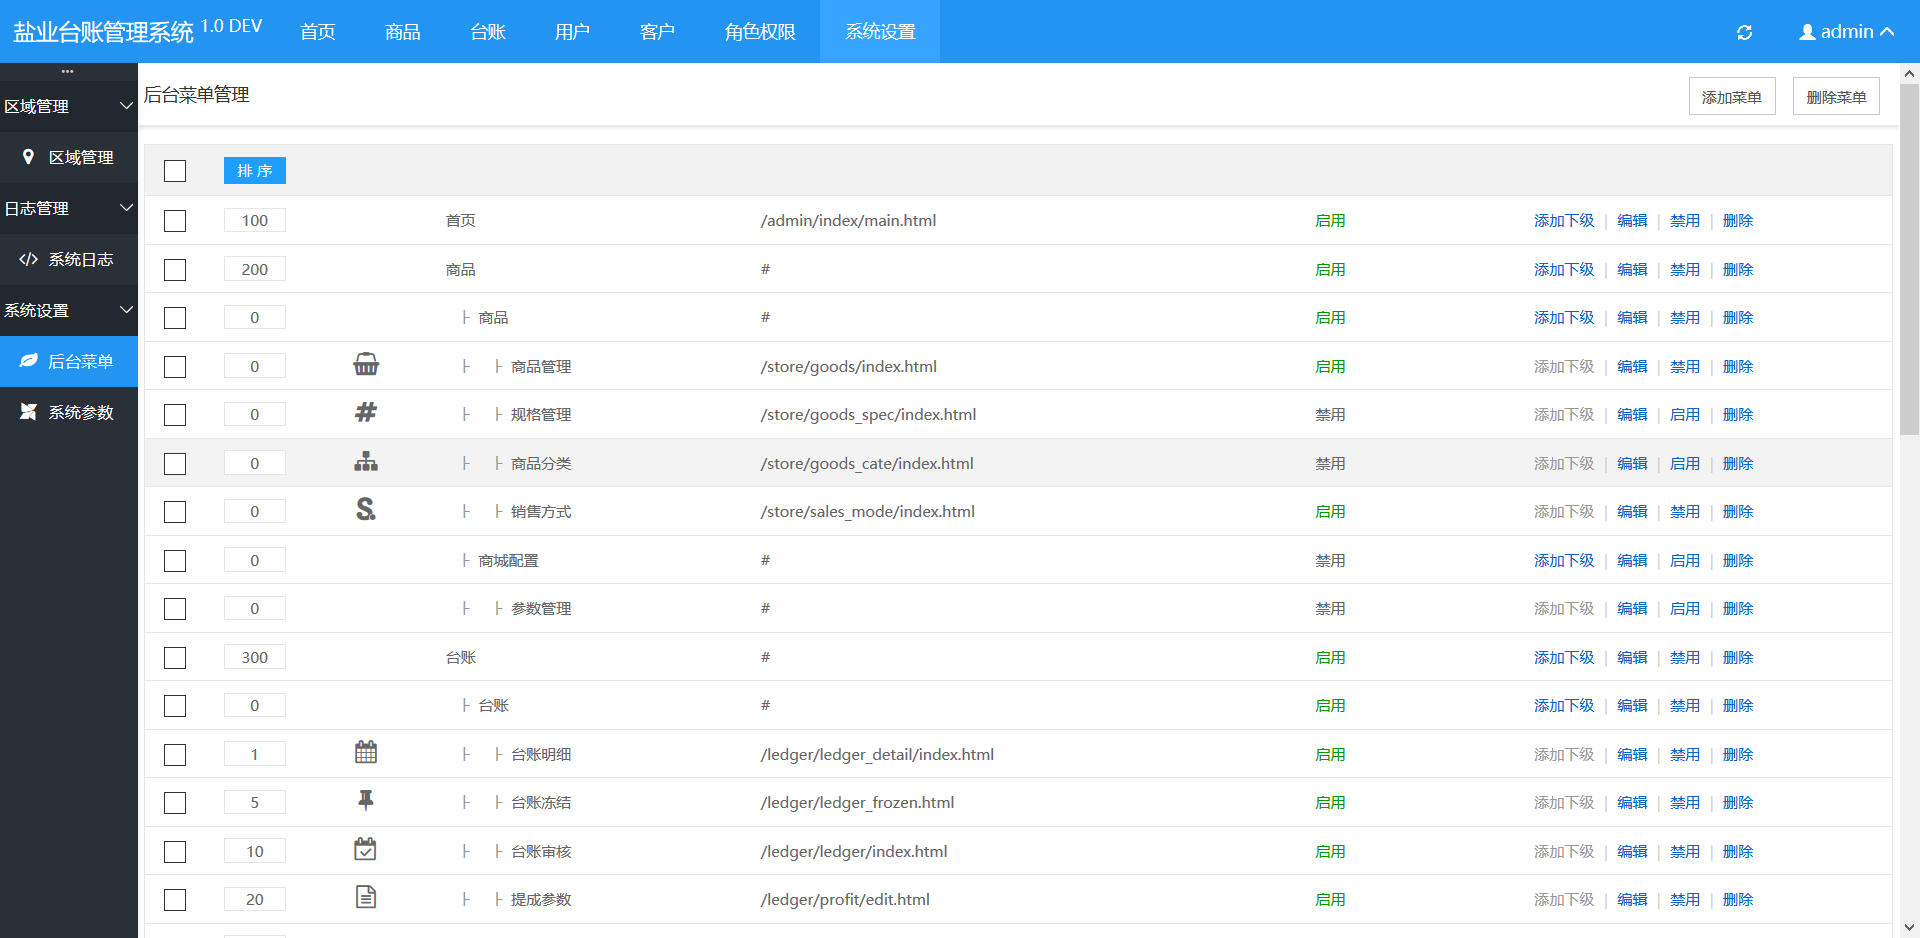 盐业台账管理系统 1.0 DEV 首页 商品 台账 用户 客户 角色权限 系统设置 admin
区域管理
区域管理
日志管理
系统日志
系统设置
后台菜单
系统参数
后台菜单管理 添加菜单 删除菜单
排 序
100 首页 /admin/index/main.html 启用 添加下级 | 编辑 | 禁用 | 删除
200 商品 # 启用 添加下级 | 编辑 | 禁用 | 删除
0 ├ 商品 # 启用 添加下级 | 编辑 | 禁用 | 删除
0 ├ ├ 商品管理 /store/goods/index.html 启用 添加下级 | 编辑 | 禁用 | 删除
0 ├ ├ 规格管理 /store/goods_spec/index.html 禁用 添加下级 | 编辑 | 启用 | 删除
0 ├ ├ 商品分类 /store/goods_cate/index.html 禁用 添加下级 | 编辑 | 启用 | 删除
0 ├ ├ 销售方式 /store/sales_mode/index.html 启用 添加下级 | 编辑 | 禁用 | 删除
0 ├ 商城配置 # 禁用 添加下级 | 编辑 | 启用 | 删除
0 ├ ├ 参数管理 # 禁用 添加下级 | 编辑 | 启用 | 删除
300 台账 # 启用 添加下级 | 编辑 | 禁用 | 删除
0 ├ 台账 # 启用 添加下级 | 编辑 | 禁用 | 删除
1 ├ ├ 台账明细 /ledger/ledger_detail/index.html 启用 添加下级 | 编辑 | 禁用 | 删除
5 ├ ├ 台账冻结 /ledger/ledger_frozen.html 启用 添加下级 | 编辑 | 禁用 | 删除
10 ├ ├ 台账审核 /ledger/ledger/index.html 启用 添加下级 | 编辑 | 禁用 | 删除
20 ├ ├ 提成参数 /ledger/profit/edit.html 启用 添加下级 | 编辑 | 禁用 | 删除